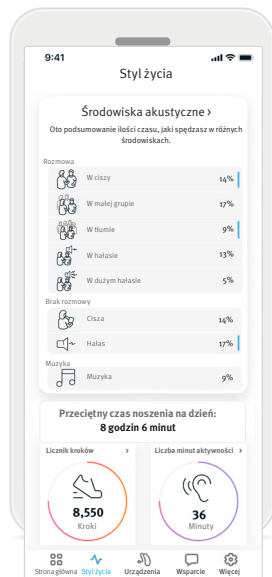 9:41
Styl życia
Środowiska akustyczne ›
Oto podsumowanie ilości czasu, jaki spędzasz w różnych
środowiskach.
Rozmowa
W ciszy 14%
W małej grupie 17%
W tłumie 9%
W hałasie 13%
W dużym hałasie 5%
Brak rozmowy
Cisza 14%
Hałas 17%
Muzyka
Muzyka 9%
Przeciętny czas noszenia na dzień:
8 godzin 6 minut
Licznik kroków › Liczba minut aktywności ›
8,550 36
Kroki Minuty
Strona główna Styl życia Urządzenia Wsparcie Więcej